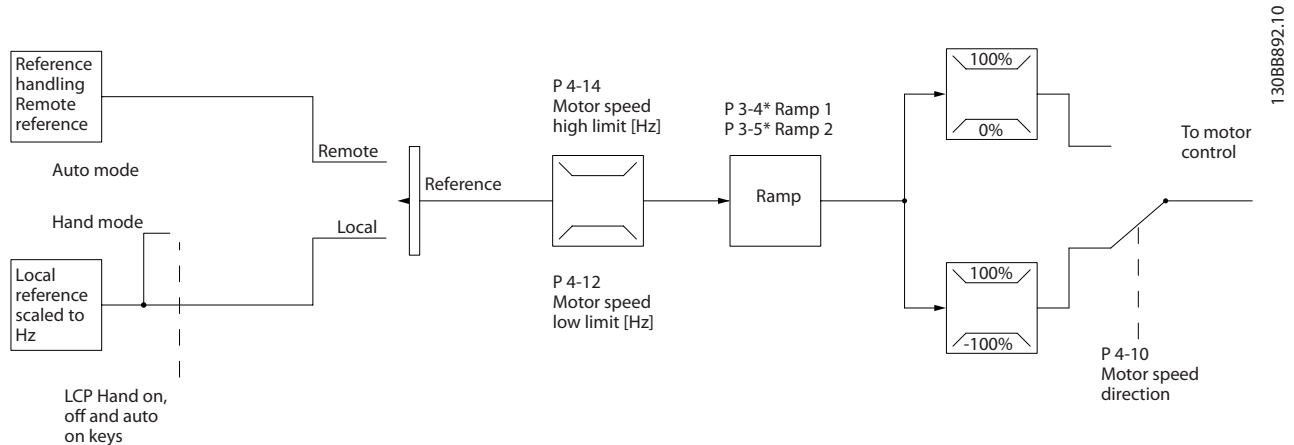 Reference
handling
Remote
reference
Auto mode
Hand mode
Local
reference
scaled to
Hz
LCP Hand on,
off and auto
on keys
Remote
Local
Reference
P 4-14
Motor speed
high limit [Hz]
P 4-12
Motor speed
low limit [Hz]
P 3-4* Ramp 1
P 3-5* Ramp 2
Ramp
100%
0%
100%
-100%
To motor
control
P 4-10
Motor speed
direction
130BB892.10